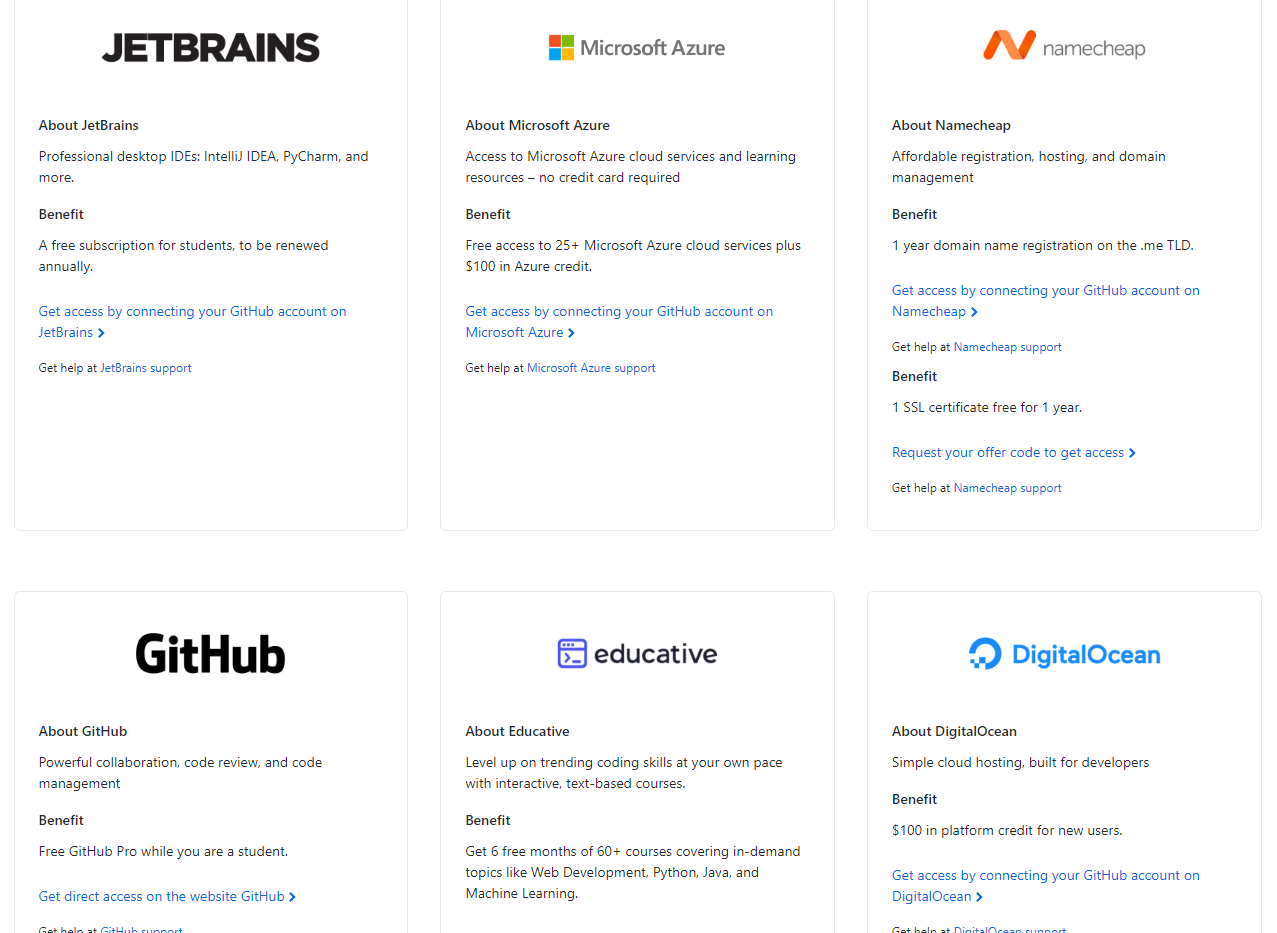 JETBRAINS
About JetBrains
Professional desktop IDEs: IntelliJ IDEA, PyCharm, and
more.
Benefit
A free subscription for students, to be renewed
annually.
Get access by connecting your GitHub account on
JetBrains
Get help at JetBrains support
Microsoft Azure
About Microsoft Azure
Access to Microsoft Azure cloud services and learning
resources – no credit card required
Benefit
Free access to 25+ Microsoft Azure cloud services plus
$100 in Azure credit.
Get access by connecting your GitHub account on
Microsoft Azure
Get help at Microsoft Azure support
namecheap
About Namecheap
Affordable registration, hosting, and domain
management
Benefit
1 year domain name registration on the .me TLD.
Get access by connecting your GitHub account on
Namecheap
Get help at Namecheap support
Benefit
1 SSL certificate free for 1 year.
Request your offer code to get access
Get help at Namecheap support
GitHub
About GitHub
Powerful collaboration, code review, and code
management
Benefit
Free GitHub Pro while you are a student.
Get direct access on the website GitHub
Get help at GitHub support
educative
About Educative
Level up on trending coding skills at your own pace
with interactive, text-based courses.
Benefit
Get 6 free months of 60+ courses covering in-demand
topics like Web Development, Python, Java, and
Machine Learning.
DigitalOcean
About DigitalOcean
Simple cloud hosting, built for developers
Benefit
$100 in platform credit for new users.
Get access by connecting your GitHub account on
DigitalOcean
Get help at DigitalOcean support